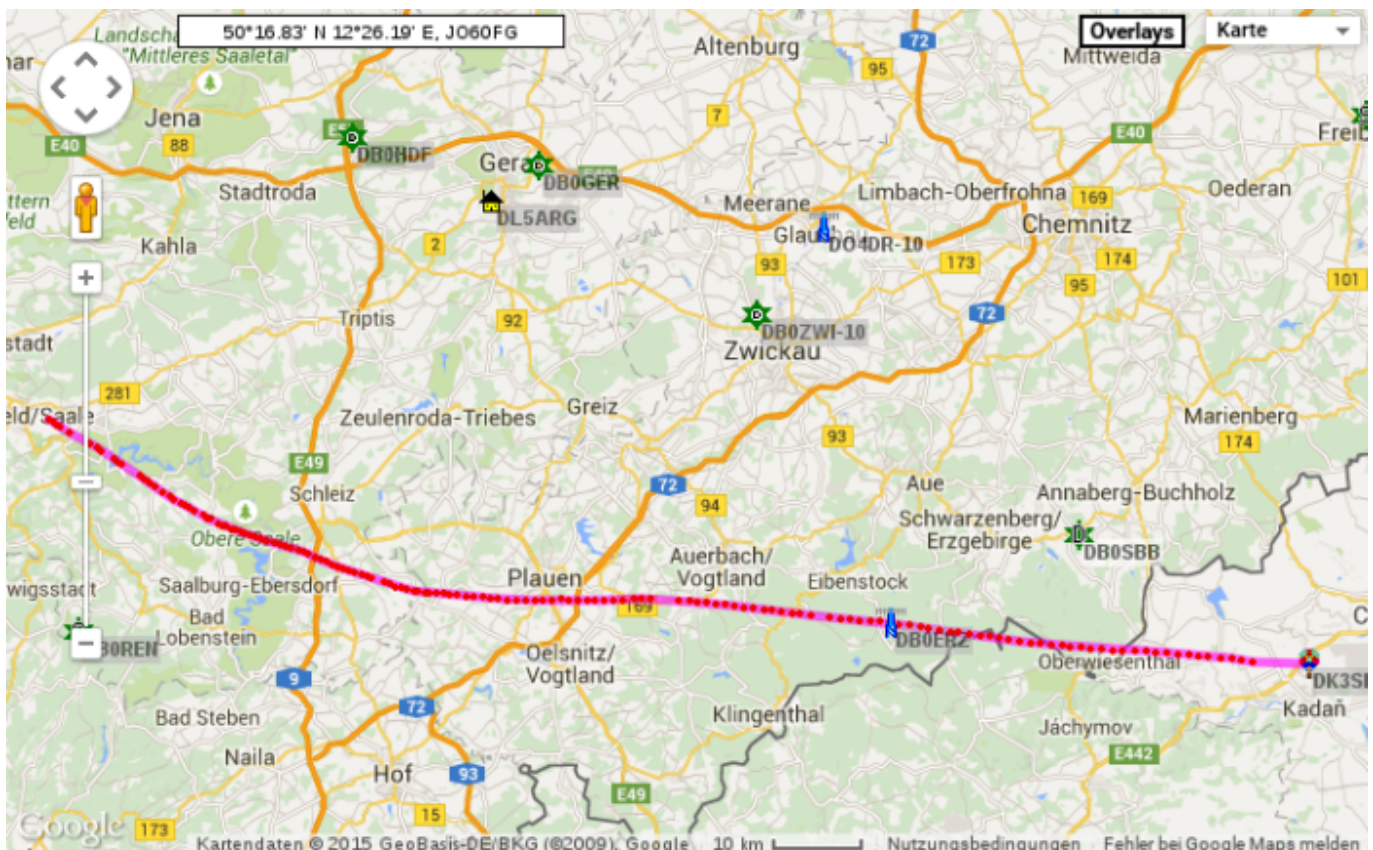 50°16.83' N 12°26.19' E, JO60FG
Overlays
Karte
"Mittleres Saaletal"
Altenburg
72
Mittweida
95
Jena
7
E40
88
E40
DB0HDF
Gera
DB0GER
Stadtroda
DL5ARG
Meerane
Limbach-Oberfrohna
169
Oederan
Kahla
2
DO4DR-10
Chemnitz
93
173
174
95
101
Triptis
92
72
DB0ZWI-10
Zwickau
281
feld/Saale
Zeulenroda-Triebes
Greiz
93
Marienberg
174
E49
Schleiz
72
94
Aue
Annaberg-Buchholz
Obere Saale
Schwarzenberg/
Erzgebirge
DB0SBB
Saalburg-Ebersdorf
Plauen
Auerbach/
Vogtland
Eibenstock
Bad
Lobenstein
169
DB0ERZ
Oelsnitz/
Vogtland
Oberwiesenthal
9
72
Bad Steben
Klingenthal
Kadaň
Jáchymov
Naila
E442
Hof
93
E49
15
Google
173
Kartendaten © 2015 GeoBasis-DE/BKG (©2009), Google
10 km
Nutzungsbedingungen
Fehler bei Google Maps melden